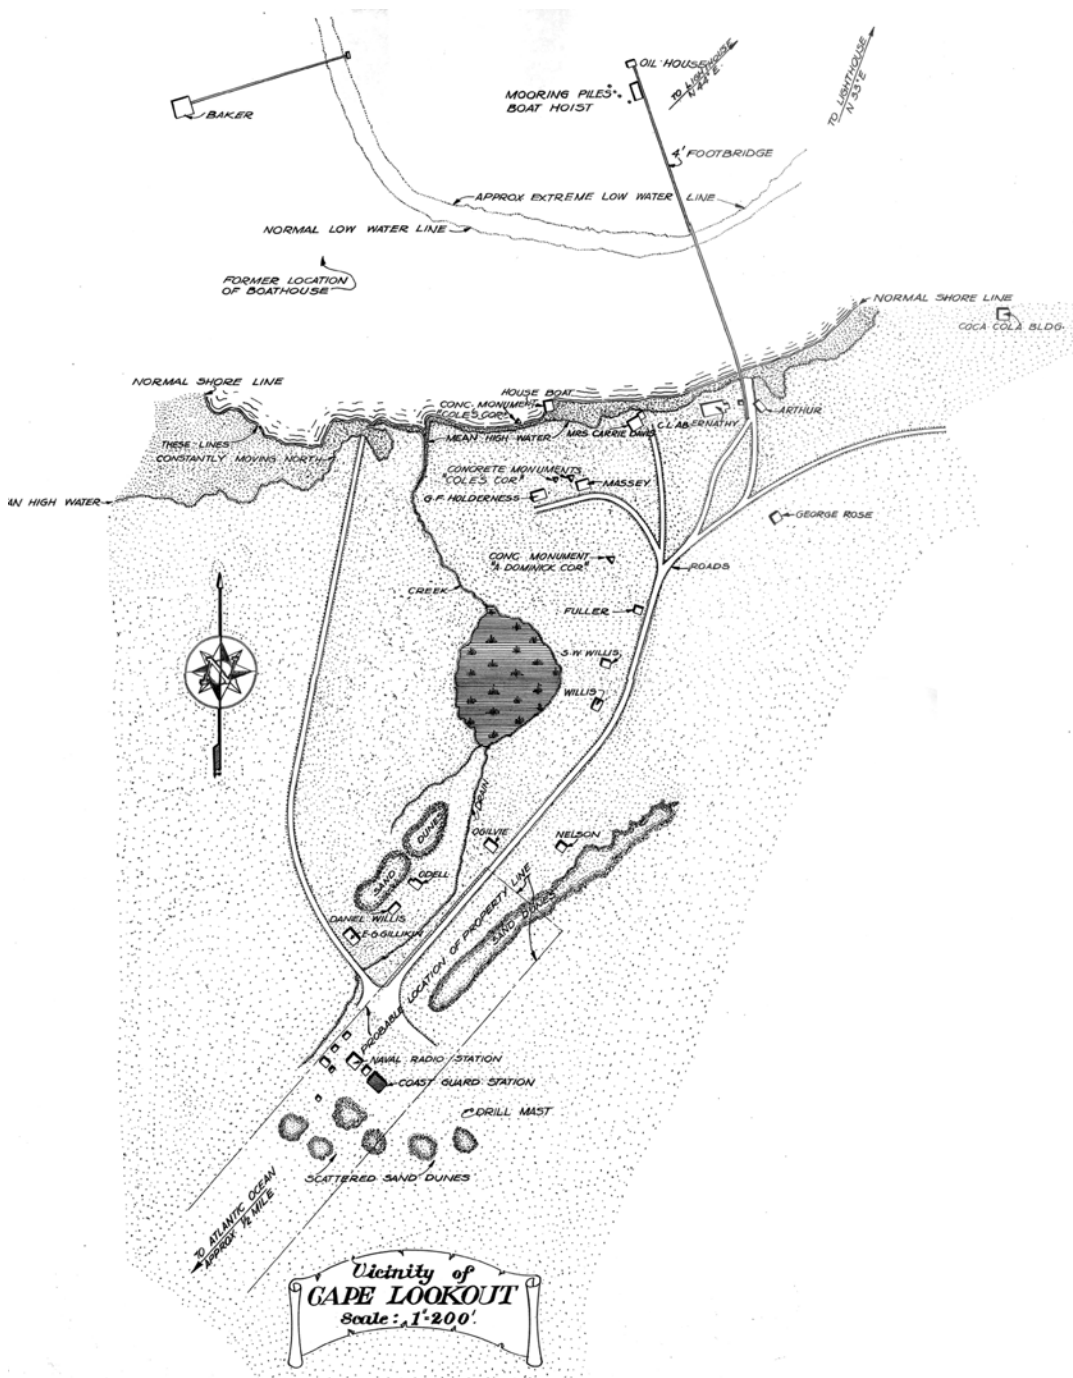 OIL HOUSE
TO LIGHTHOUSE
N 44° E.
TO LIGHTHOUSE
N 33° E
MOORING PILES
BOAT HOIST
BAKER
4' FOOTBRIDGE
APPROX EXTREME LOW WATER LINE
NORMAL LOW WATER LINE
FORMER LOCATION
OF BOATHOUSE
NORMAL SHORE LINE
COCA COLA BLDG.
NORMAL SHORE LINE
HOUSE BOAT
CONC. MONUMENT
"COLE'S COR."
ARTHUR
C.L. ABERNATHY
THESE LINES
CONSTANTLY MOVING NORTH
MEAN HIGH WATER
MRS CARRIE DAVIS
CONCRETE MONUMENTS
"COLE'S COR"
MASSEY
G.F. HOLDERNESS
AN HIGH WATER
GEORGE ROSE
CONC MONUMENT
"A DOMINICK COR"
ROADS
CREEK
FULLER
S.W. WILLIS
WILLIS
DRAIN
DUNES
OGILVIE
NELSON
SAND
ODELL
DANIEL WILLIS
E.G. GILLIKIN
PROBABLE LOCATION OF PROPERTY LINE
SAND DUNES
NAVAL RADIO STATION
COAST GUARD STATION
DRILL MAST
SCATTERED SAND DUNES
TO ATLANTIC OCEAN
APPROX 1/2 MILE
Vicinity of
CAPE LOOKOUT
Scale: 1"=200'.